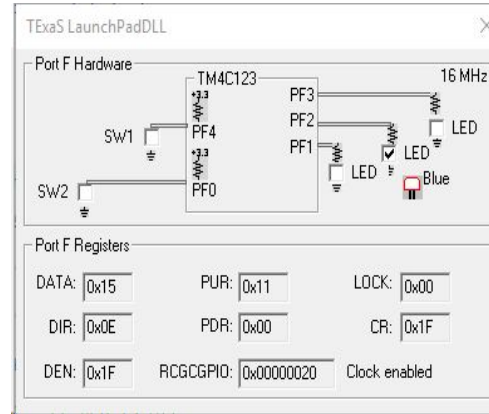 TExaS LaunchPadDLL
Port F Hardware
TM4C123
16 MHz
+3.3
PF3
PF2
SW1
PF4
LED
PF1
LED
+3.3
LED
Blue
SW2
PF0
Port F Registers
DATA: 0x15 PUR: 0x11 LOCK: 0x00
DIR: 0x0E PDR: 0x00 CR: 0x1F
DEN: 0x1F RCGCGPIO: 0x00000020 Clock enabled